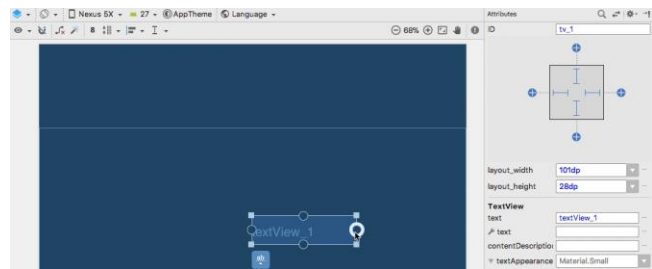 Nexus 5X 27 AppTheme Language Attributes
8 68% ID tv_1
layout_width 101dp
layout_height 28dp
TextView
text textView_1
textView_1 text
contentDescription
textAppearance Material.Small